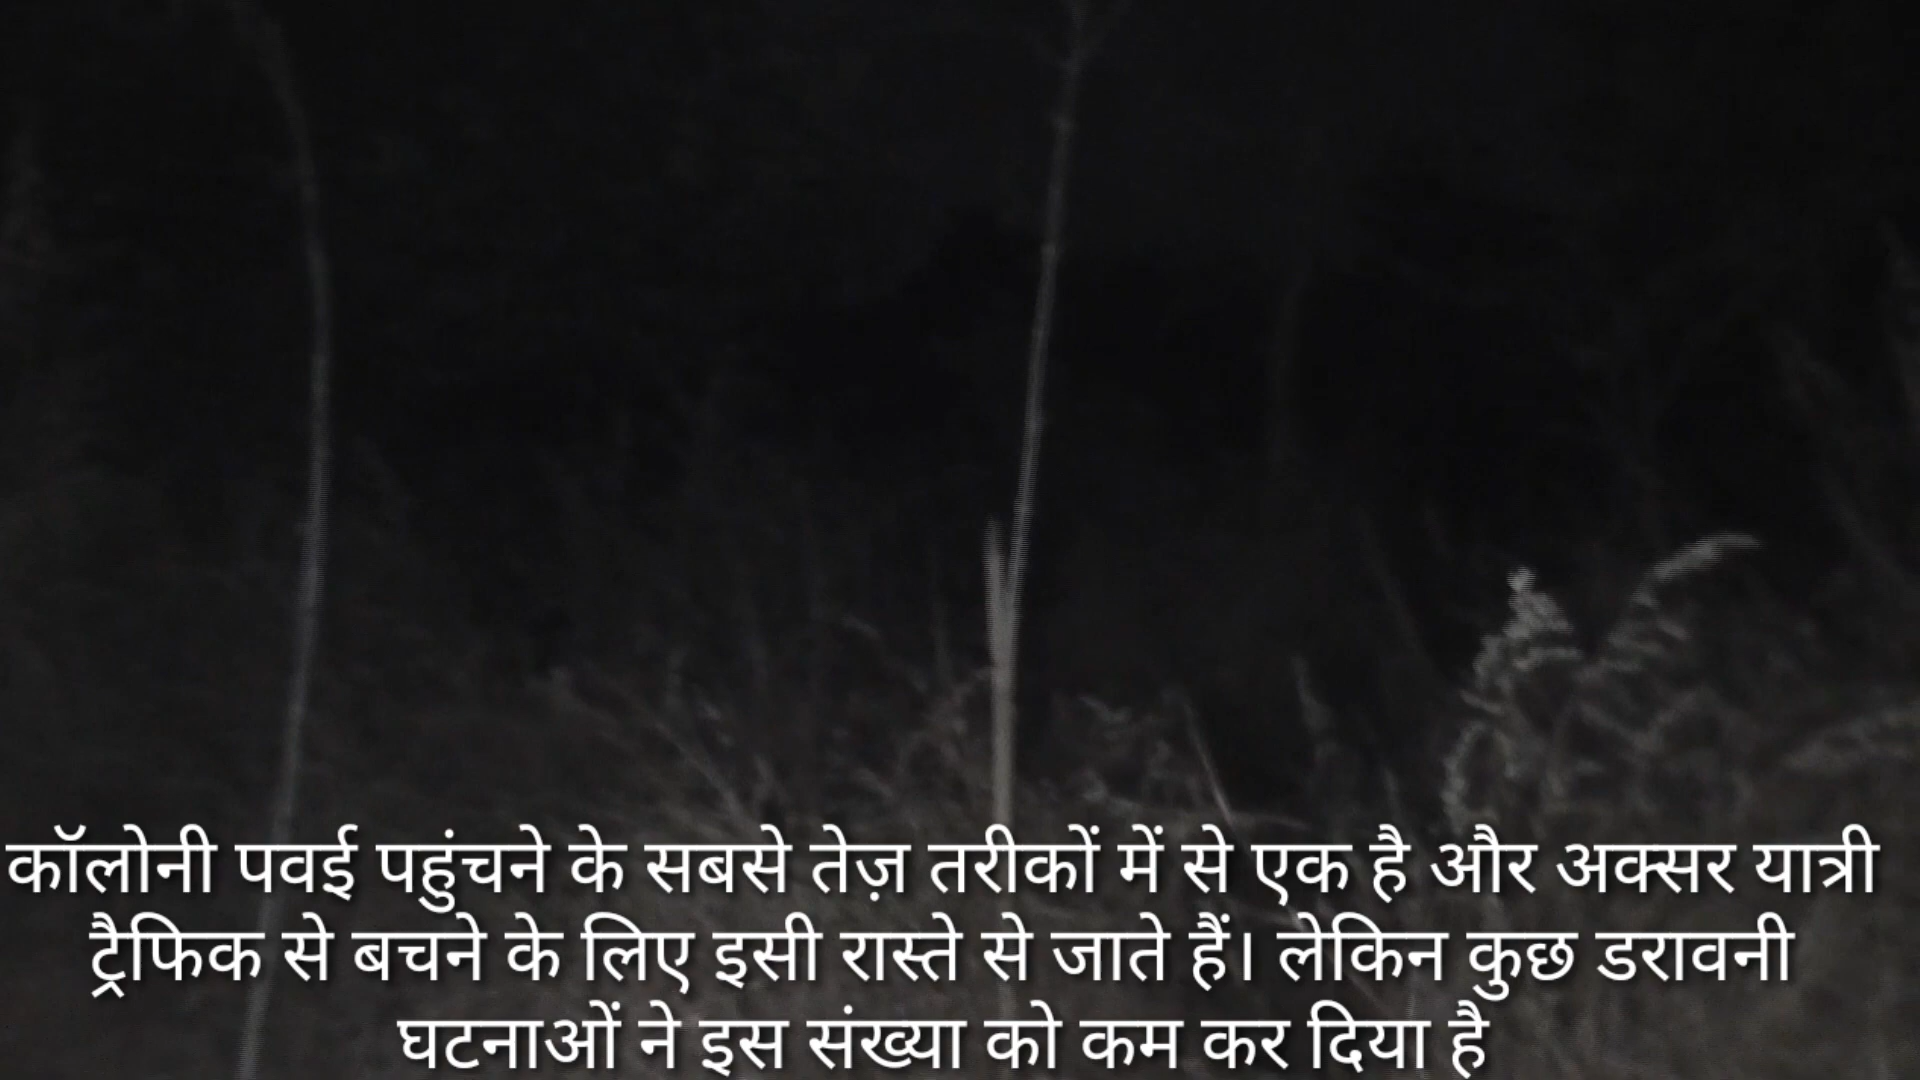 कॉलोनी पवई पहुंचने के सबसे तेज़ तरीकों में से एक है और अक्सर यात्री
ट्रैफिक से बचने के लिए इसी रास्ते से जाते हैं। लेकिन कुछ डरावनी
घटनाओं ने इस संख्या को कम कर दिया है